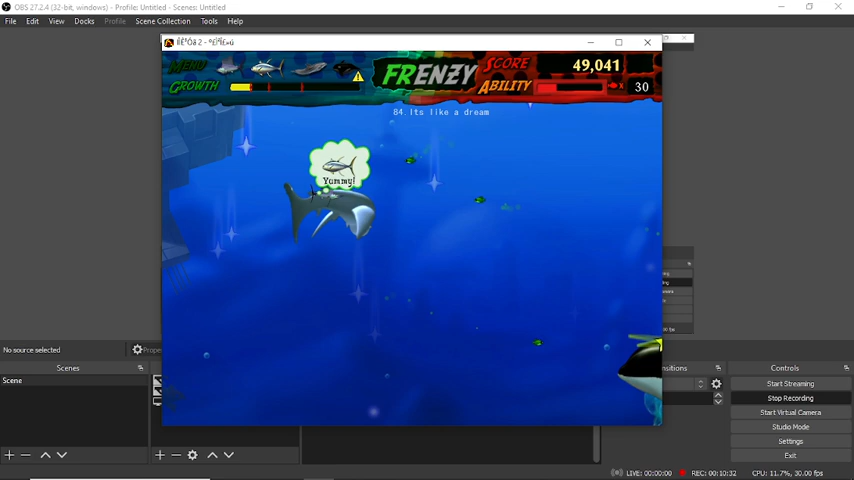 OBS 27.2.4 (32-bit, windows) - Profile: Untitled - Scenes: Untitled
File Edit View Docks Profile Scene Collection Tools Help
MENU
FRENZY
SCORE
49,041
GROWTH
ABILITY
x 30
84. Its like a dream
Yummy!
No source selected
Scenes
Controls
Scene
Start Streaming
Stop Recording
Start Virtual Camera
Studio Mode
Settings
Exit
LIVE: 00:00:00 REC: 00:10:32 CPU: 11.7%, 30.00 fps